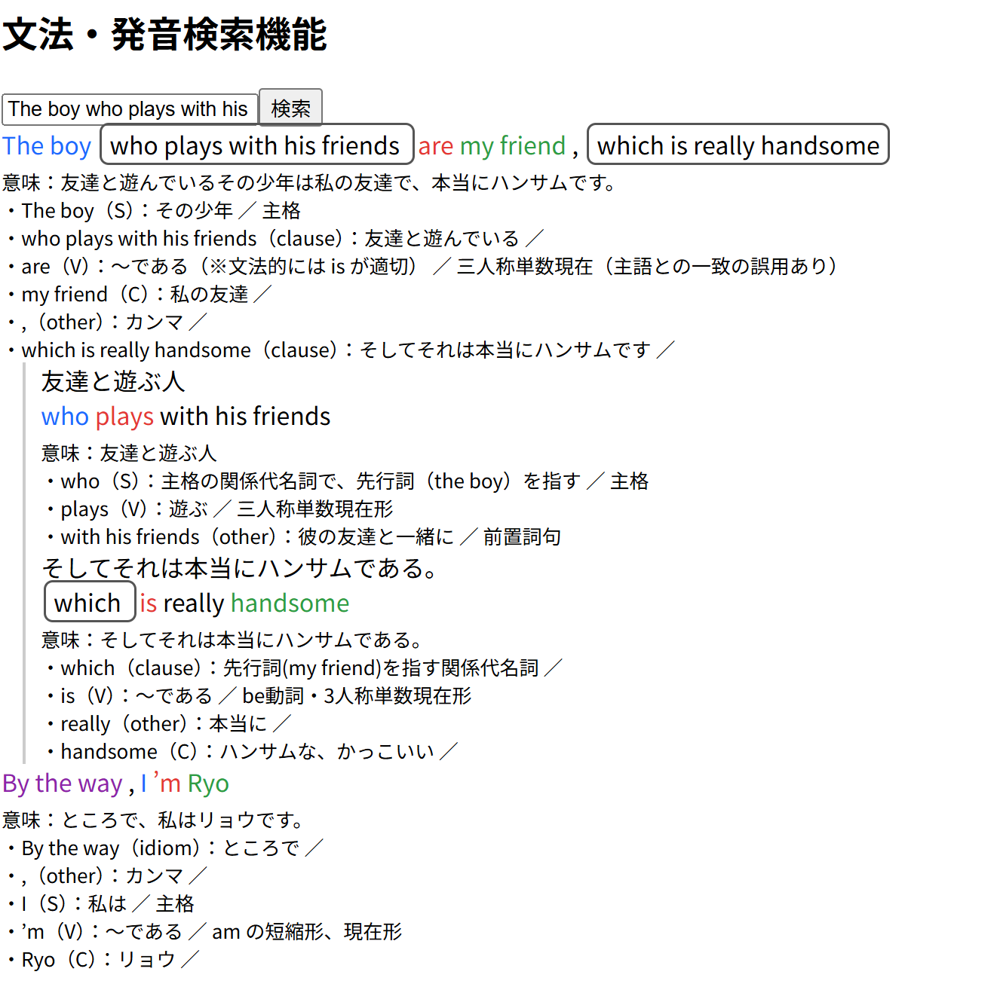 文法・発音検索機能
The boy who plays with his 検索
The boy who plays with his friends are my friend , which is really handsome
意味：友達と遊んでいるその少年は私の友達で、本当にハンサムです。
・The boy（S）：その少年 ／ 主格
・who plays with his friends（clause）：友達と遊んでいる ／
・are（V）：～である（※文法的には is が適切） ／ 三人称単数現在（主語との一致の誤用あり）
・my friend（C）：私の友達 ／
・,（other）：カンマ ／
・which is really handsome（clause）：そしてそれは本当にハンサムです ／
友達と遊ぶ人
who plays with his friends
意味：友達と遊ぶ人
・who（S）：主格の関係代名詞で、先行詞（the boy）を指す ／ 主格
・plays（V）：遊ぶ ／ 三人称単数現在形
・with his friends（other）：彼の友達と一緒に ／ 前置詞句
そしてそれは本当にハンサムである。
which is really handsome
意味：そしてそれは本当にハンサムである。
・which（clause）：先行詞(my friend)を指す関係代名詞 ／
・is（V）：～である ／ be動詞・3人称単数現在形
・really（other）：本当に ／
・handsome（C）：ハンサムな、かっこいい ／
By the way , I ’m Ryo
意味：ところで、私はリョウです。
・By the way（idiom）：ところで ／
・,（other）：カンマ ／
・I（S）：私は ／ 主格
・’m（V）：～である ／ am の短縮形、現在形
・Ryo（C）：リョウ ／